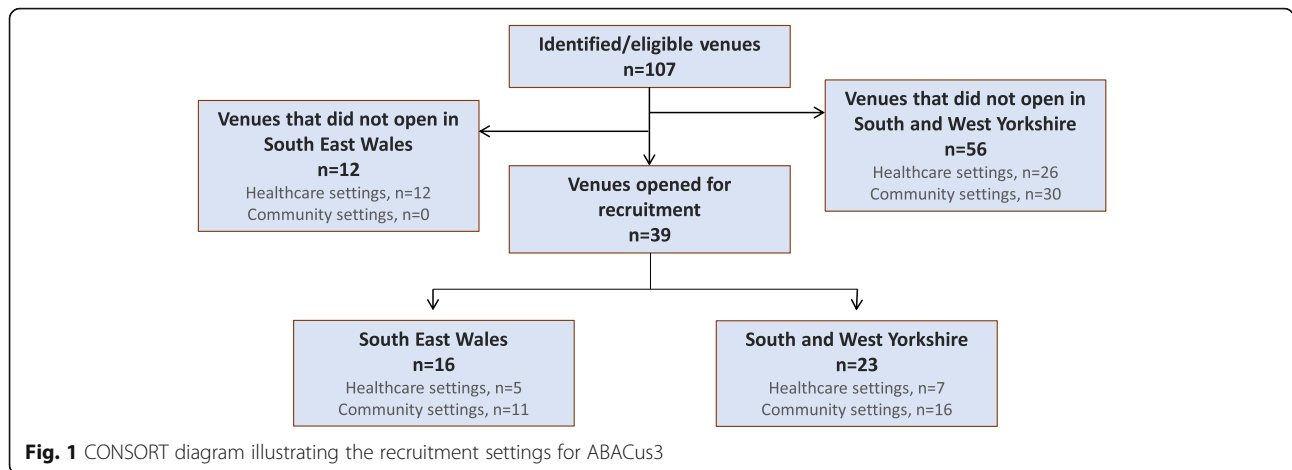 Identified/eligible venues
n=107
Venues that did not open in
South East Wales
n=12
Healthcare settings, n=12
Community settings, n=0
Venues that did not open in
South and West Yorkshire
n=56
Healthcare settings, n=26
Community settings, n=30
Venues opened for
recruitment
n=39
South East Wales
n=16
Healthcare settings, n=5
Community settings, n=11
South and West Yorkshire
n=23
Healthcare settings, n=7
Community settings, n=16
Fig. 1 CONSORT diagram illustrating the recruitment settings for ABACus3